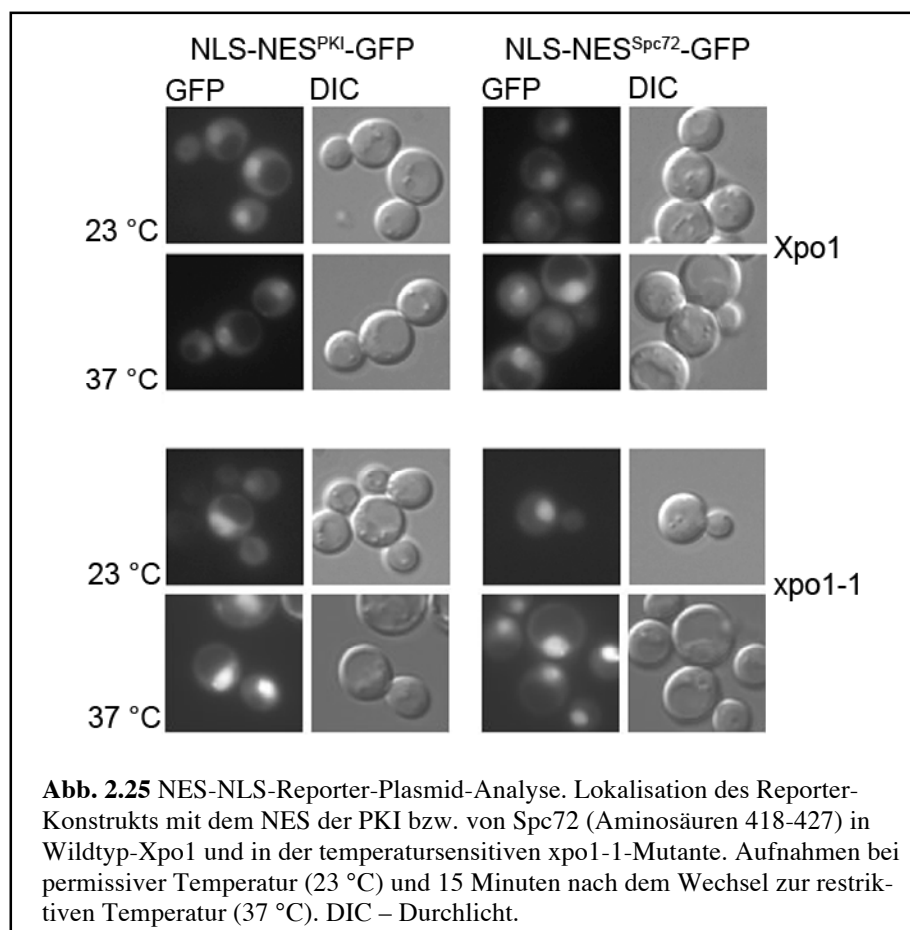 NLS-NES^PKI-GFP NLS-NES^Spc72-GFP
GFP DIC GFP DIC
23 °C
Xpo1
37 °C
23 °C
xpo1-1
37 °C
Abb. 2.25 NES-NLS-Reporter-Plasmid-Analyse. Lokalisation des Reporter-
Konstrukts mit dem NES der PKI bzw. von Spc72 (Aminosäuren 418-427) in
Wildtyp-Xpo1 und in der temperatursensitiven xpo1-1-Mutante. Aufnahmen bei
permissiver Temperatur (23 °C) und 15 Minuten nach dem Wechsel zur restrik-
tiven Temperatur (37 °C). DIC – Durchlicht.